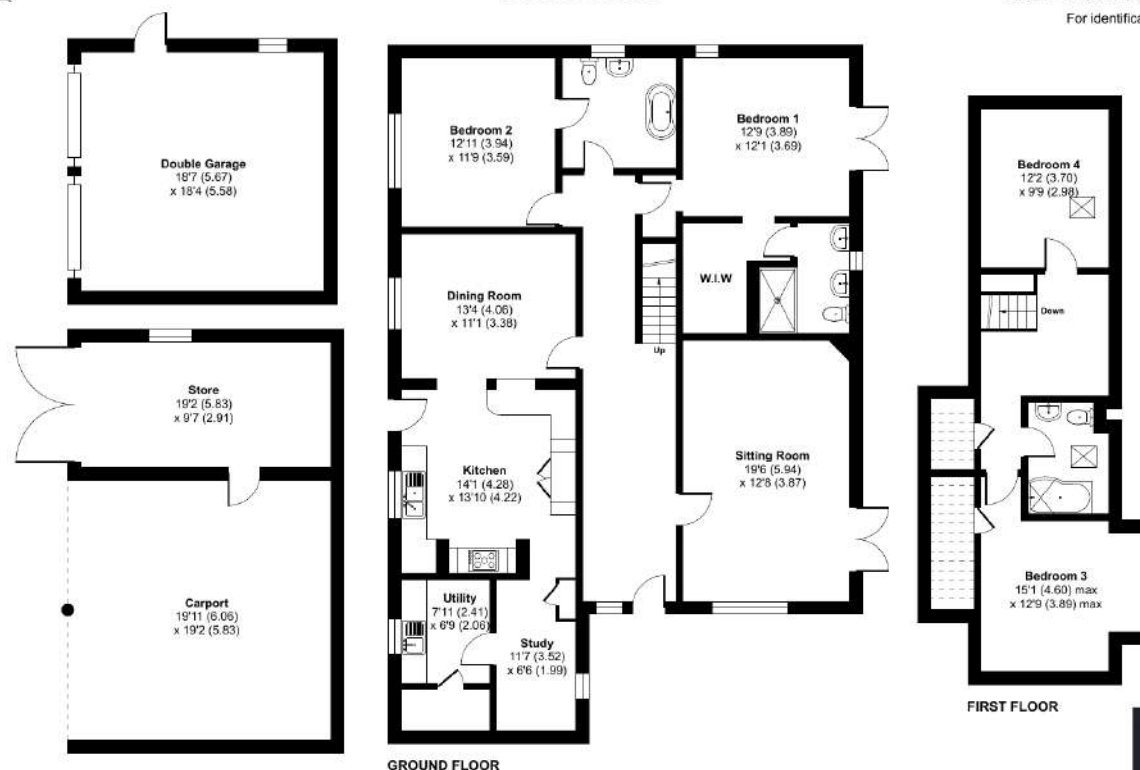 For identifica
Double Garage
18'7 (5.67)
x 18'4 (5.58)
Store
19'2 (5.83)
x 9'7 (2.91)
Carport
19'11 (6.06)
x 19'2 (5.83)
Bedroom 2
12'11 (3.94)
x 11'9 (3.59)
Bedroom 1
12'9 (3.89)
x 12'1 (3.69)
Dining Room
13'4 (4.06)
x 11'1 (3.38)
W.I.W
Up
Kitchen
14'1 (4.28)
x 13'10 (4.22)
Sitting Room
19'6 (5.94)
x 12'8 (3.87)
Utility
7'11 (2.41)
x 6'9 (2.06)
Study
11'7 (3.52)
x 6'6 (1.99)
GROUND FLOOR
Bedroom 4
12'2 (3.70)
x 9'9 (2.98)
Down
Bedroom 3
15'1 (4.60) max
x 12'9 (3.89) max
FIRST FLOOR